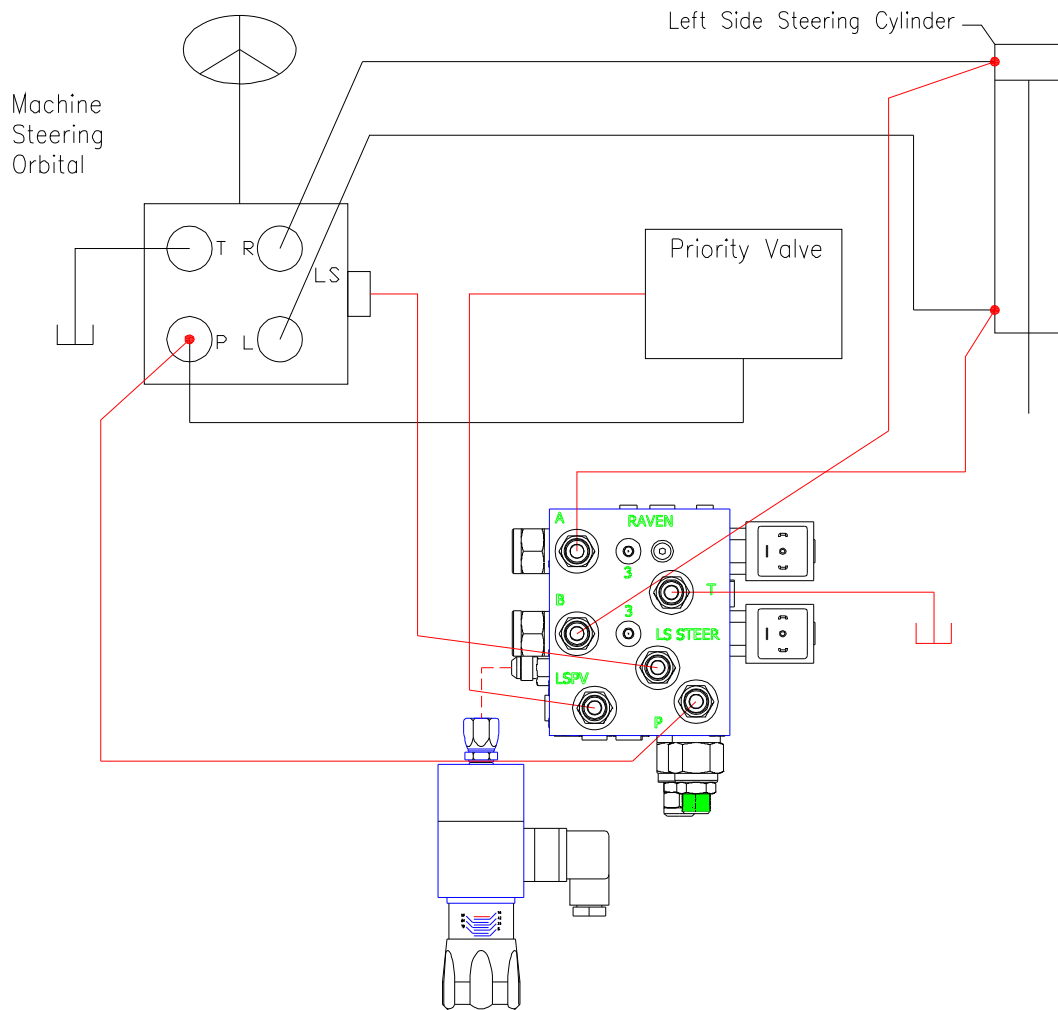 Left Side Steering Cylinder
Machine
Steering
Orbital
T R
LS
P L
Priority Valve
A
RAVEN
3
T
B
3
LS STEER
LSPV
P